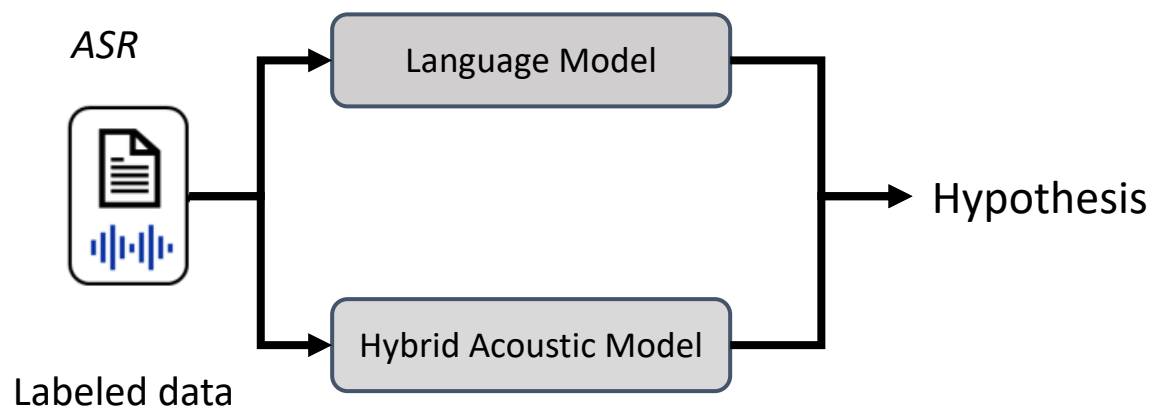 ASR
Language Model
Hypothesis
Hybrid Acoustic Model
Labeled data